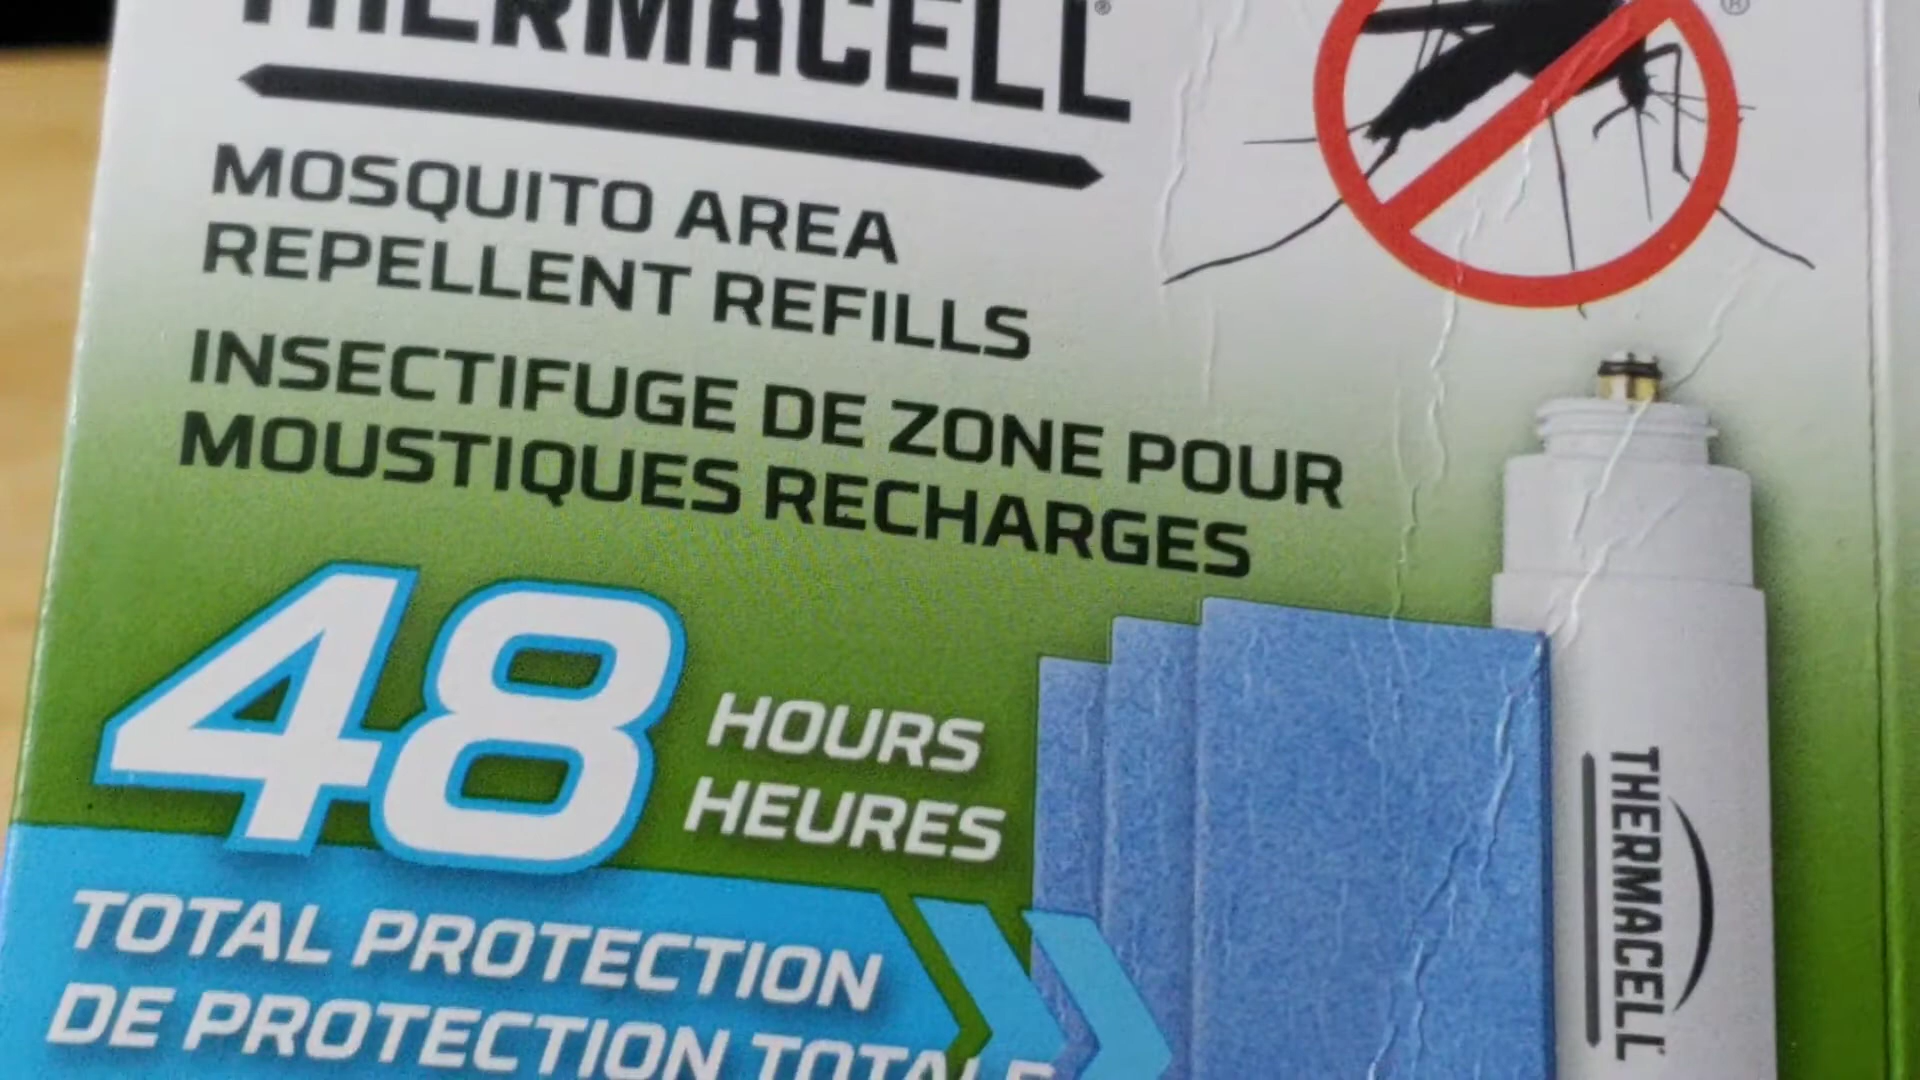 THERMACELL®
®
MOSQUITO AREA
REPELLENT REFILLS
INSECTIFUGE DE ZONE POUR
MOUSTIQUES RECHARGES
48 HOURS
HEURES
TOTAL PROTECTION
DE PROTECTION TOTALE
THERMACELL